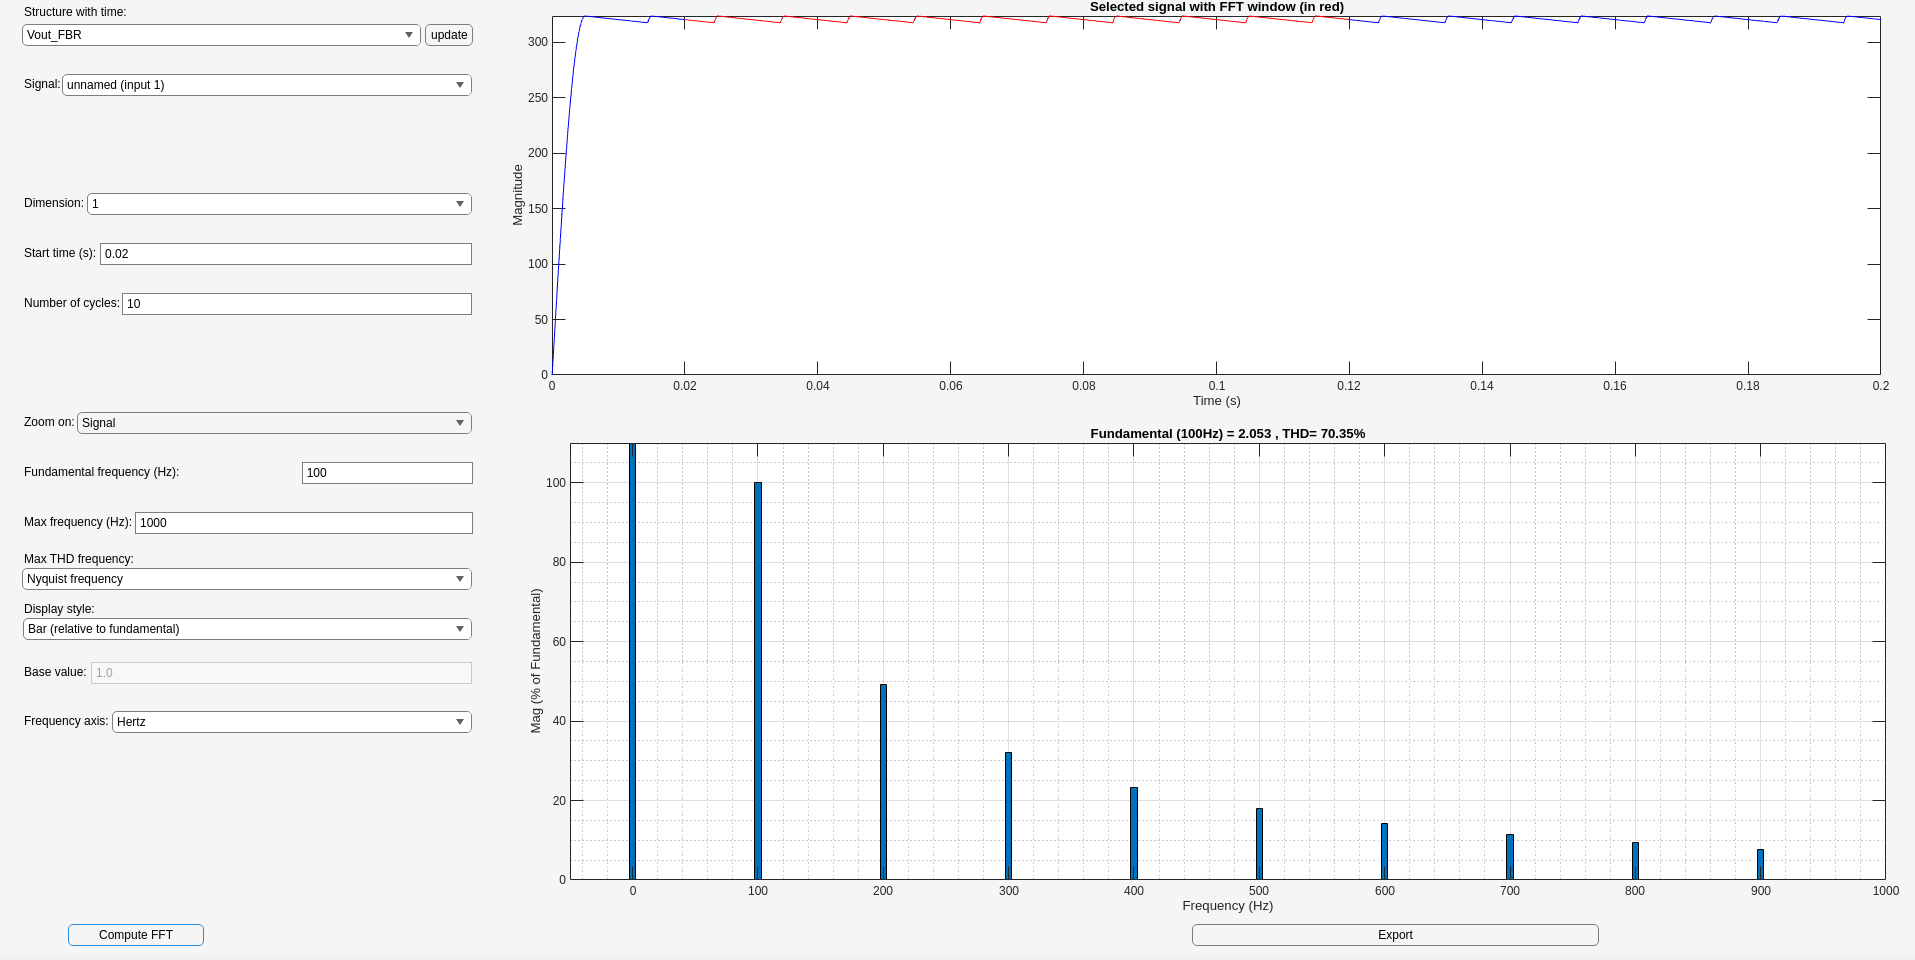 Structure with time:
Vout_FBR
update
Signal: unnamed (input 1)
Dimension: 1
Start time (s): 0.02
Number of cycles: 10
Zoom on: Signal
Fundamental frequency (Hz): 100
Max frequency (Hz): 1000
Max THD frequency:
Nyquist frequency
Display style:
Bar (relative to fundamental)
Base value: 1.0
Frequency axis: Hertz
Compute FFT
Selected signal with FFT window (in red)
Magnitude
300
250
200
150
100
50
0
0 0.02 0.04 0.06 0.08 0.1 0.12 0.14 0.16 0.18 0.2
Time (s)
Fundamental (100Hz) = 2.053 , THD= 70.35%
Mag (% of Fundamental)
100
80
60
40
20
0
0 100 200 300 400 500 600 700 800 900 1000
Frequency (Hz)
Export